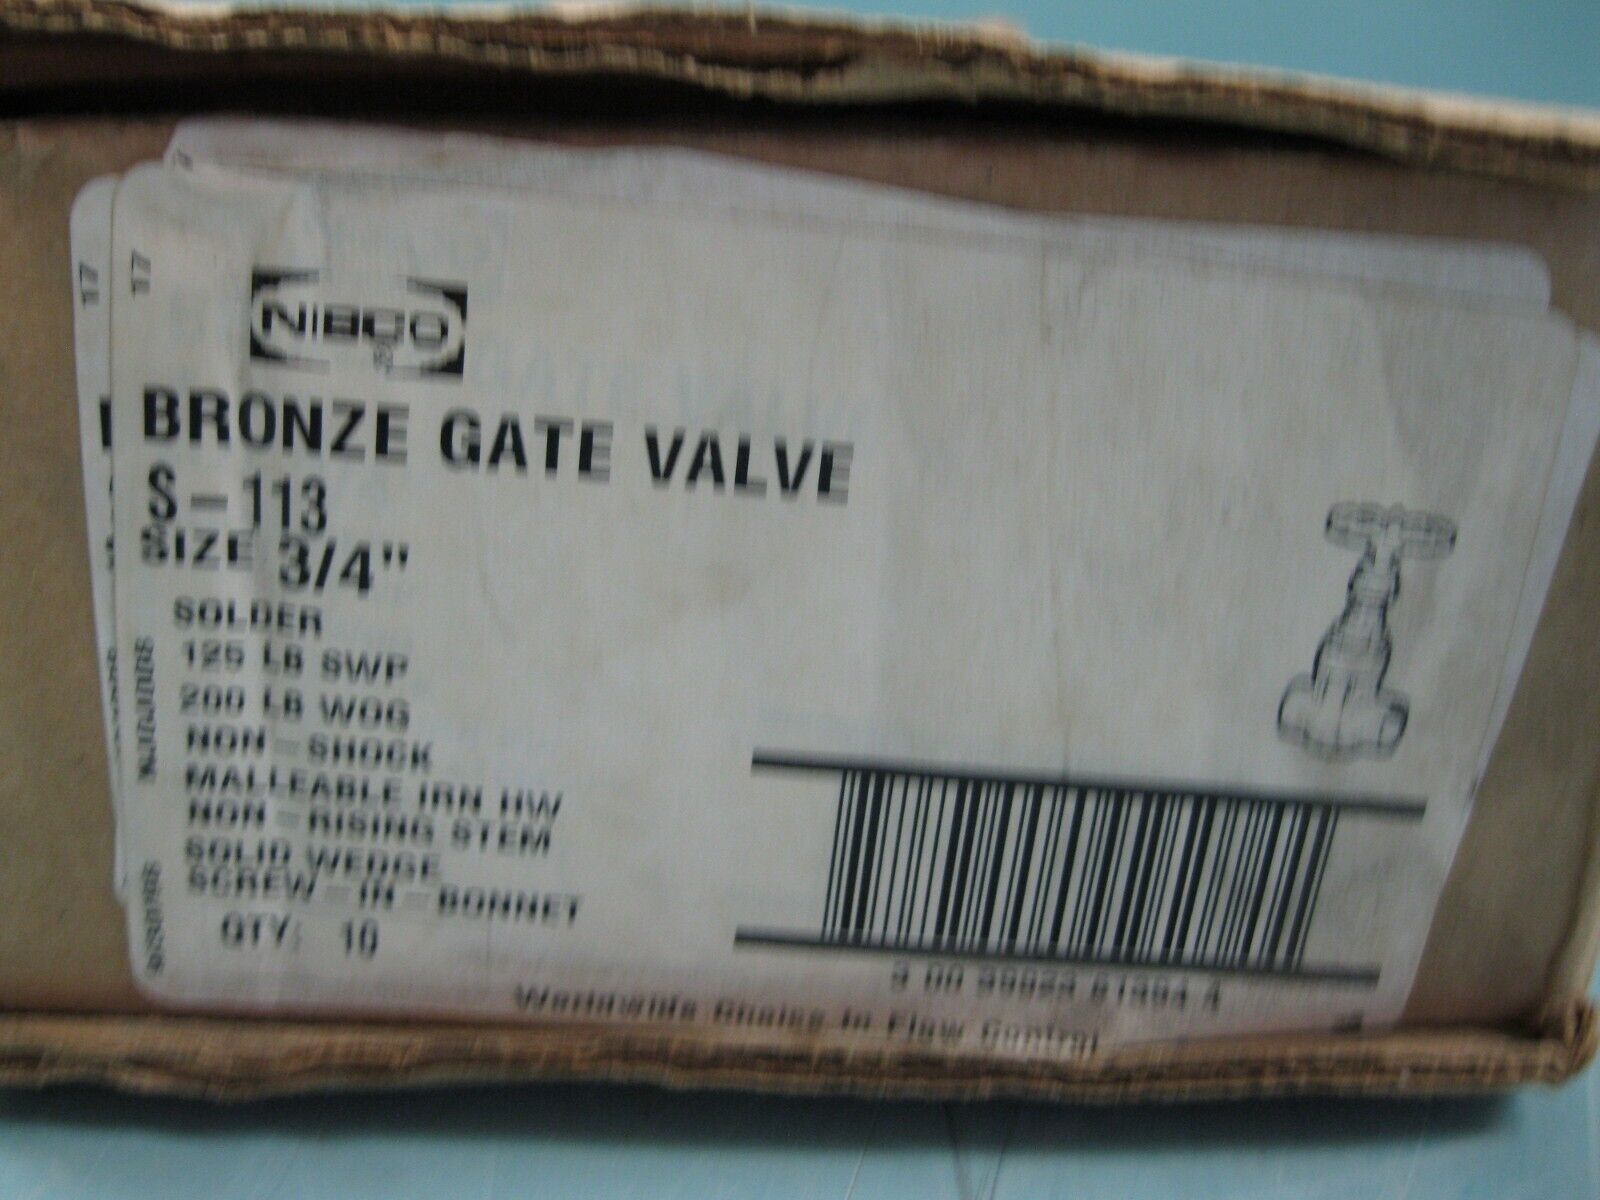 17
17
NIBCO
BRONZE GATE VALVE
S-113
SIZE 3/4"
SOLDER
125 LB SWP
200 LB WOG
NON-SHOCK
MALLEABLE IRN HW
NON-RISING STEM
SOLID WEDGE
SCREW-IN-BONNET
QTY: 10
Worldwide Choice In Flow Control